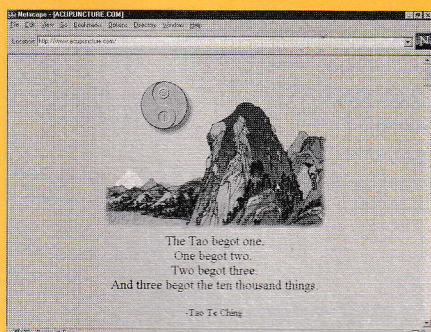 Netscape - [ACUPUNCTURE.COM]
File Edit View Go Bookmarks Options Directory Window Help
Location: http://www.acupuncture.com/
N
The Tao begot one.
One begot two.
Two begot three.
And three begot the ten thousand things.
-Tao Te Ching